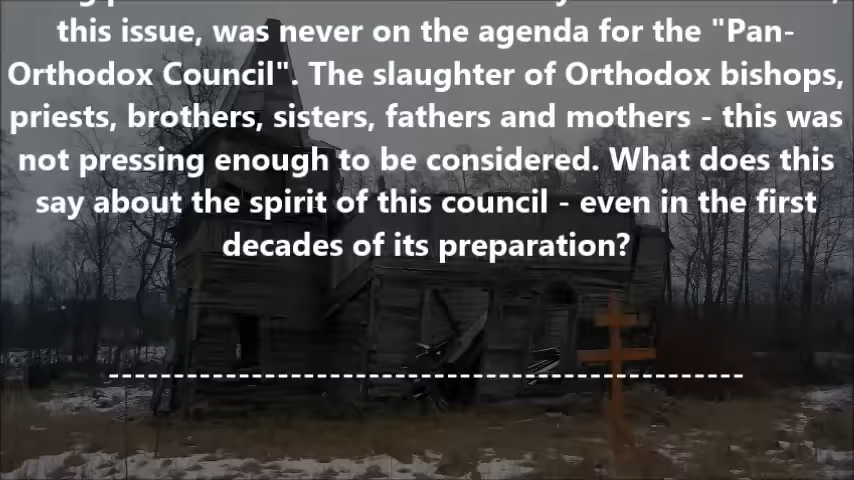 this issue, was never on the agenda for the "Pan-
Orthodox Council". The slaughter of Orthodox bishops,
priests, brothers, sisters, fathers and mothers - this was
not pressing enough to be considered. What does this
say about the spirit of this council - even in the first
decades of its preparation?
-------------------------------------------------